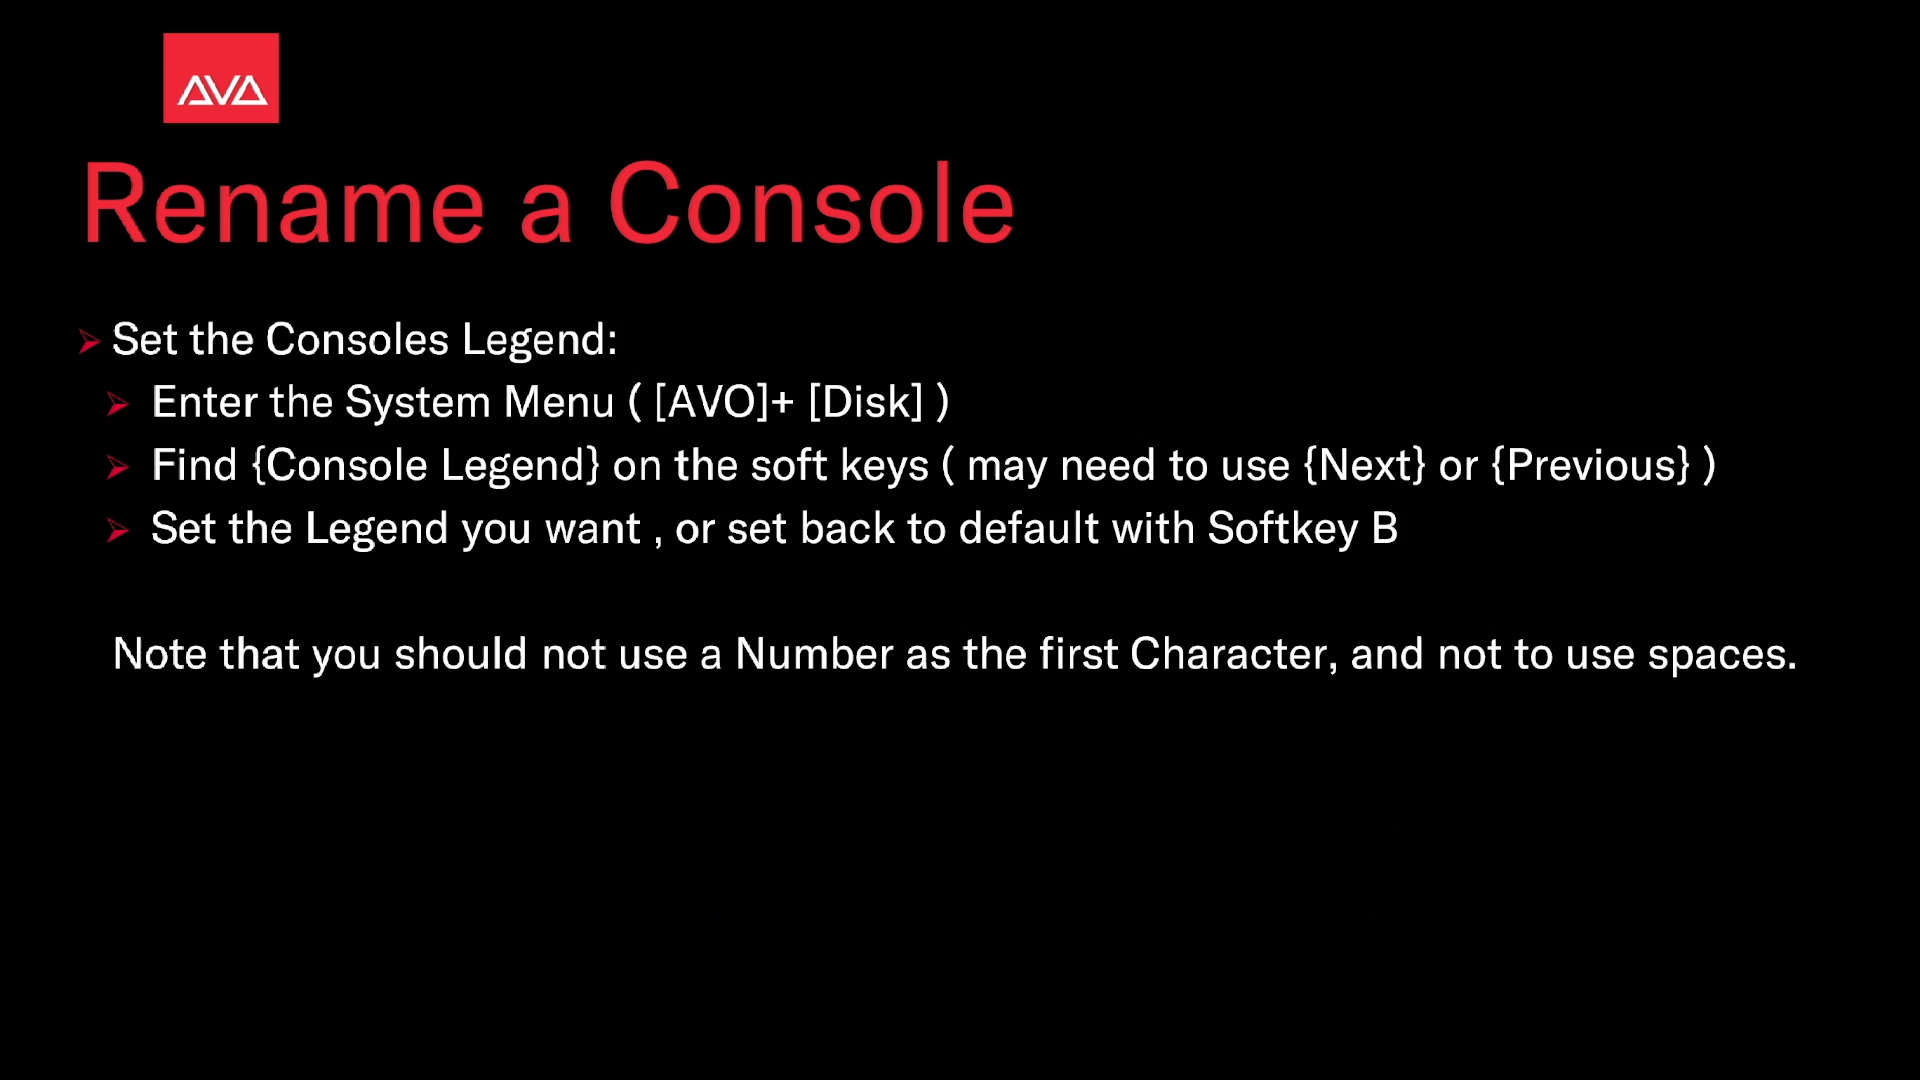 AVA
Rename a Console
Set the Consoles Legend:
Enter the System Menu ( [AVO]+ [Disk] )
Find {Console Legend} on the soft keys ( may need to use {Next} or {Previous} )
Set the Legend you want , or set back to default with Softkey B
Note that you should not use a Number as the first Character, and not to use spaces.